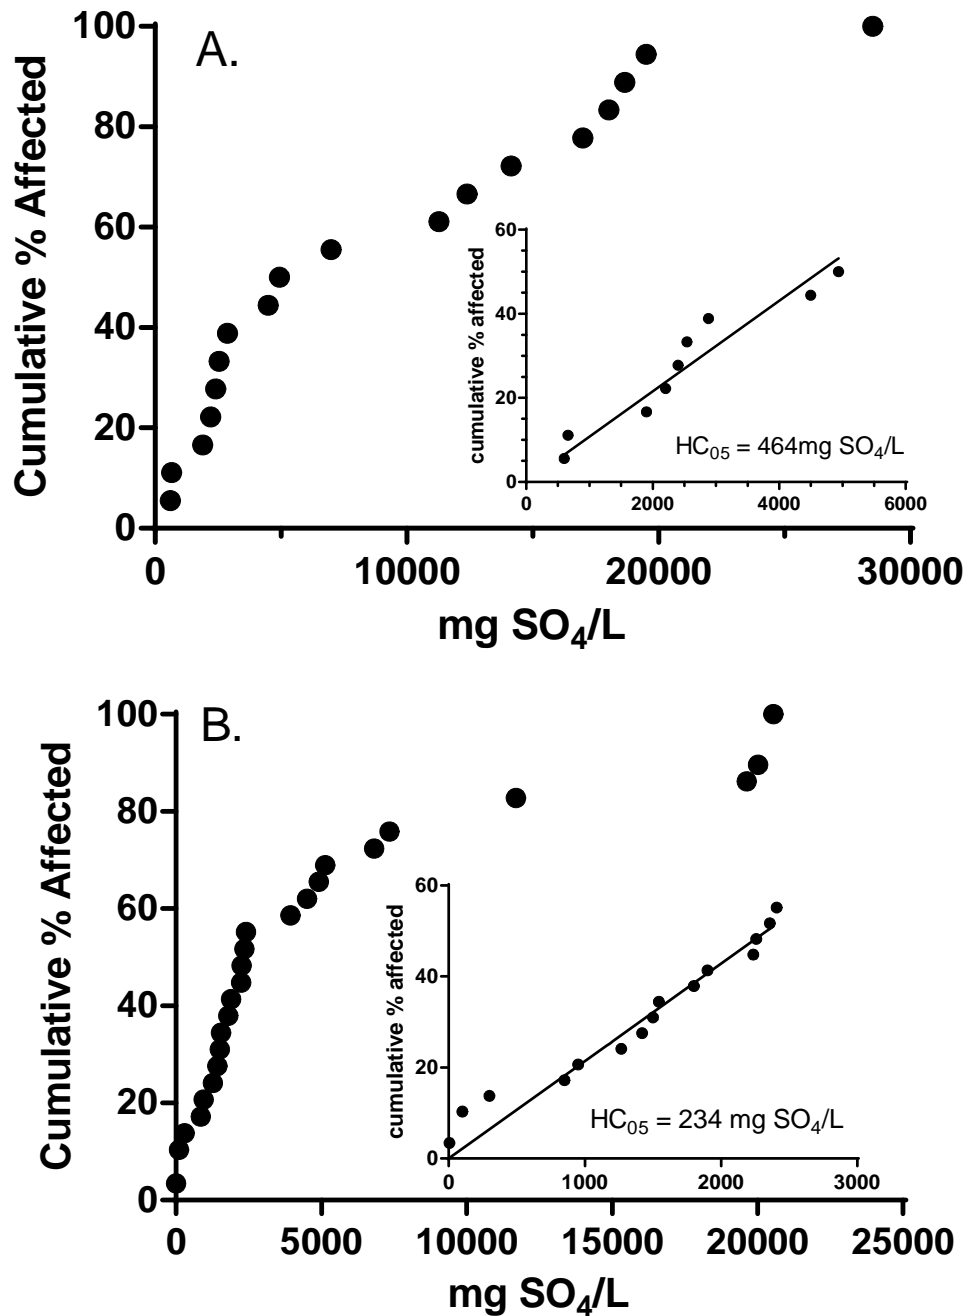 A.
Cumulative % Affected
100
80
60
40
20
0
0 10000 20000 30000
mg SO₄/L
cumulative % affected
60
40
20
0
0 2000 4000 6000
HC₀₅ = 464mg SO₄/L
B.
Cumulative % Affected
100
80
60
40
20
0
0 5000 10000 15000 20000 25000
mg SO₄/L
cumulative % affected
60
40
20
0
0 1000 2000 3000
HC₀₅ = 234 mg SO₄/L